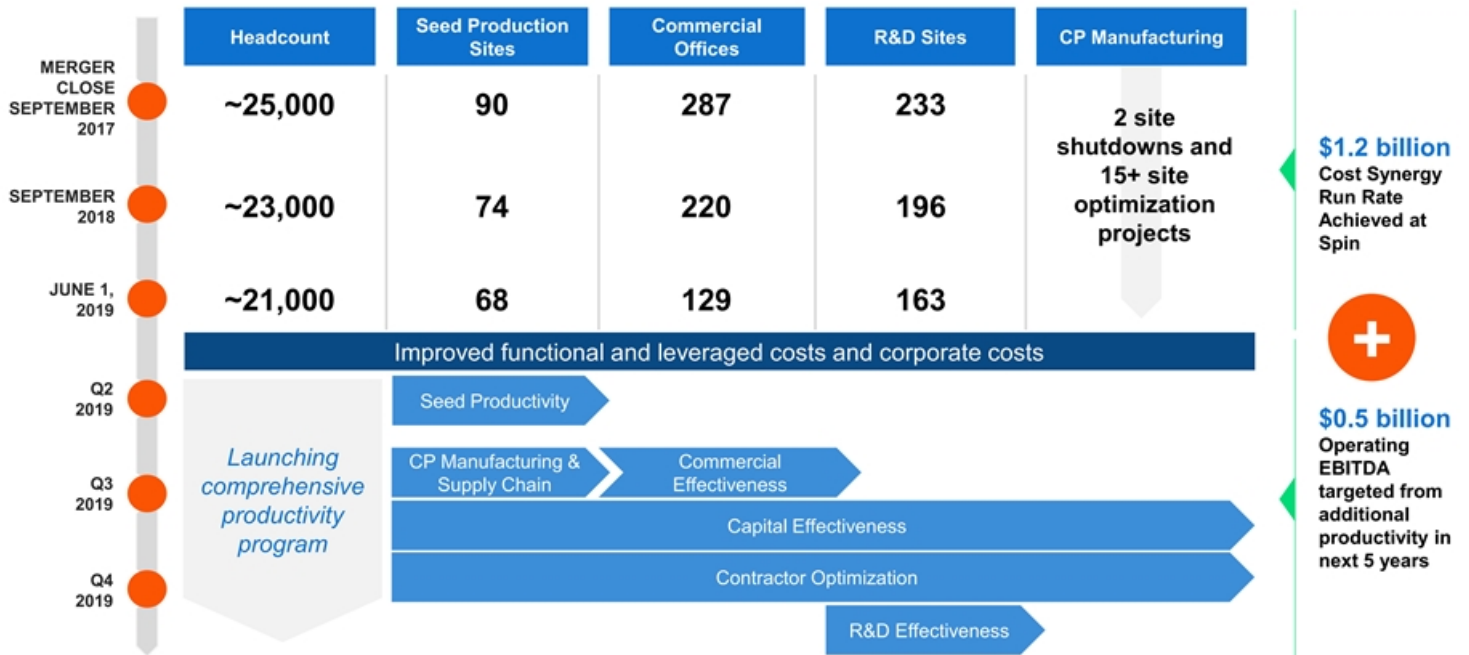 Headcount
Seed Production
Sites
Commercial
Offices
R&D Sites
CP Manufacturing
MERGER
CLOSE
SEPTEMBER
2017
~25,000
90
287
233
2 site
shutdowns and
15+ site
optimization
projects
SEPTEMBER
2018
~23,000
74
220
196
JUNE 1,
2019
~21,000
68
129
163
$1.2 billion
Cost Synergy
Run Rate
Achieved at
Spin
+
Improved functional and leveraged costs and corporate costs
Q2
2019
Seed Productivity
Launching
comprehensive
productivity
program
Q3
2019
CP Manufacturing &
Supply Chain
Commercial
Effectiveness
Capital Effectiveness
Q4
2019
Contractor Optimization
R&D Effectiveness
$0.5 billion
Operating
EBITDA
targeted from
additional
productivity in
next 5 years